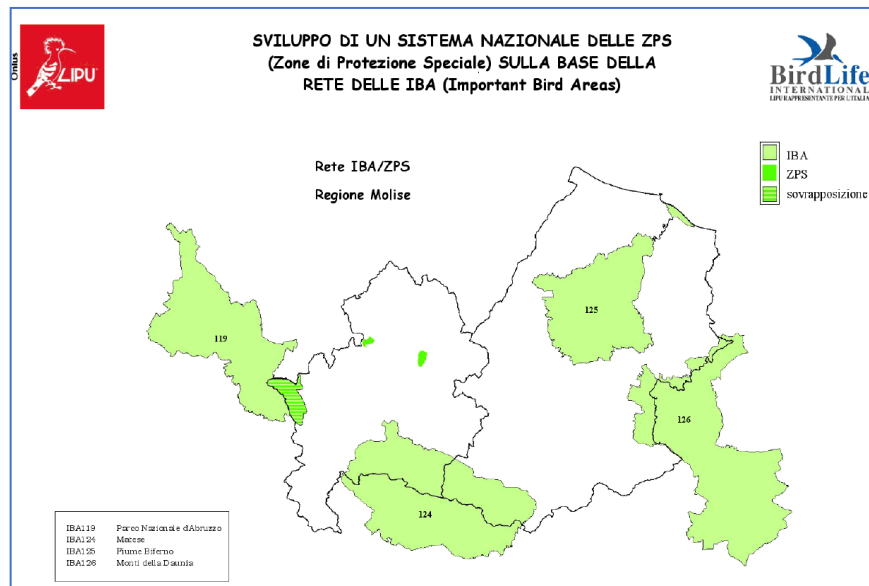 Onlus
LIPU
SVILUPPO DI UN SISTEMA NAZIONALE DELLE ZPS
(Zone di Protezione Speciale) SULLA BASE DELLA
RETE DELLE IBA (Important Bird Areas)
BirdLife
INTERNATIONAL
LIPU RAPPRESENTANTE PER L'ITALIA
Rete IBA/ZPS
Regione Molise
IBA
ZPS
sovrapposizione
119
125
126
124
IBA119 Parco Nazionale d'Abruzzo
IBA124 Matese
IBA125 Fiume Biferno
IBA126 Monti della Daunia